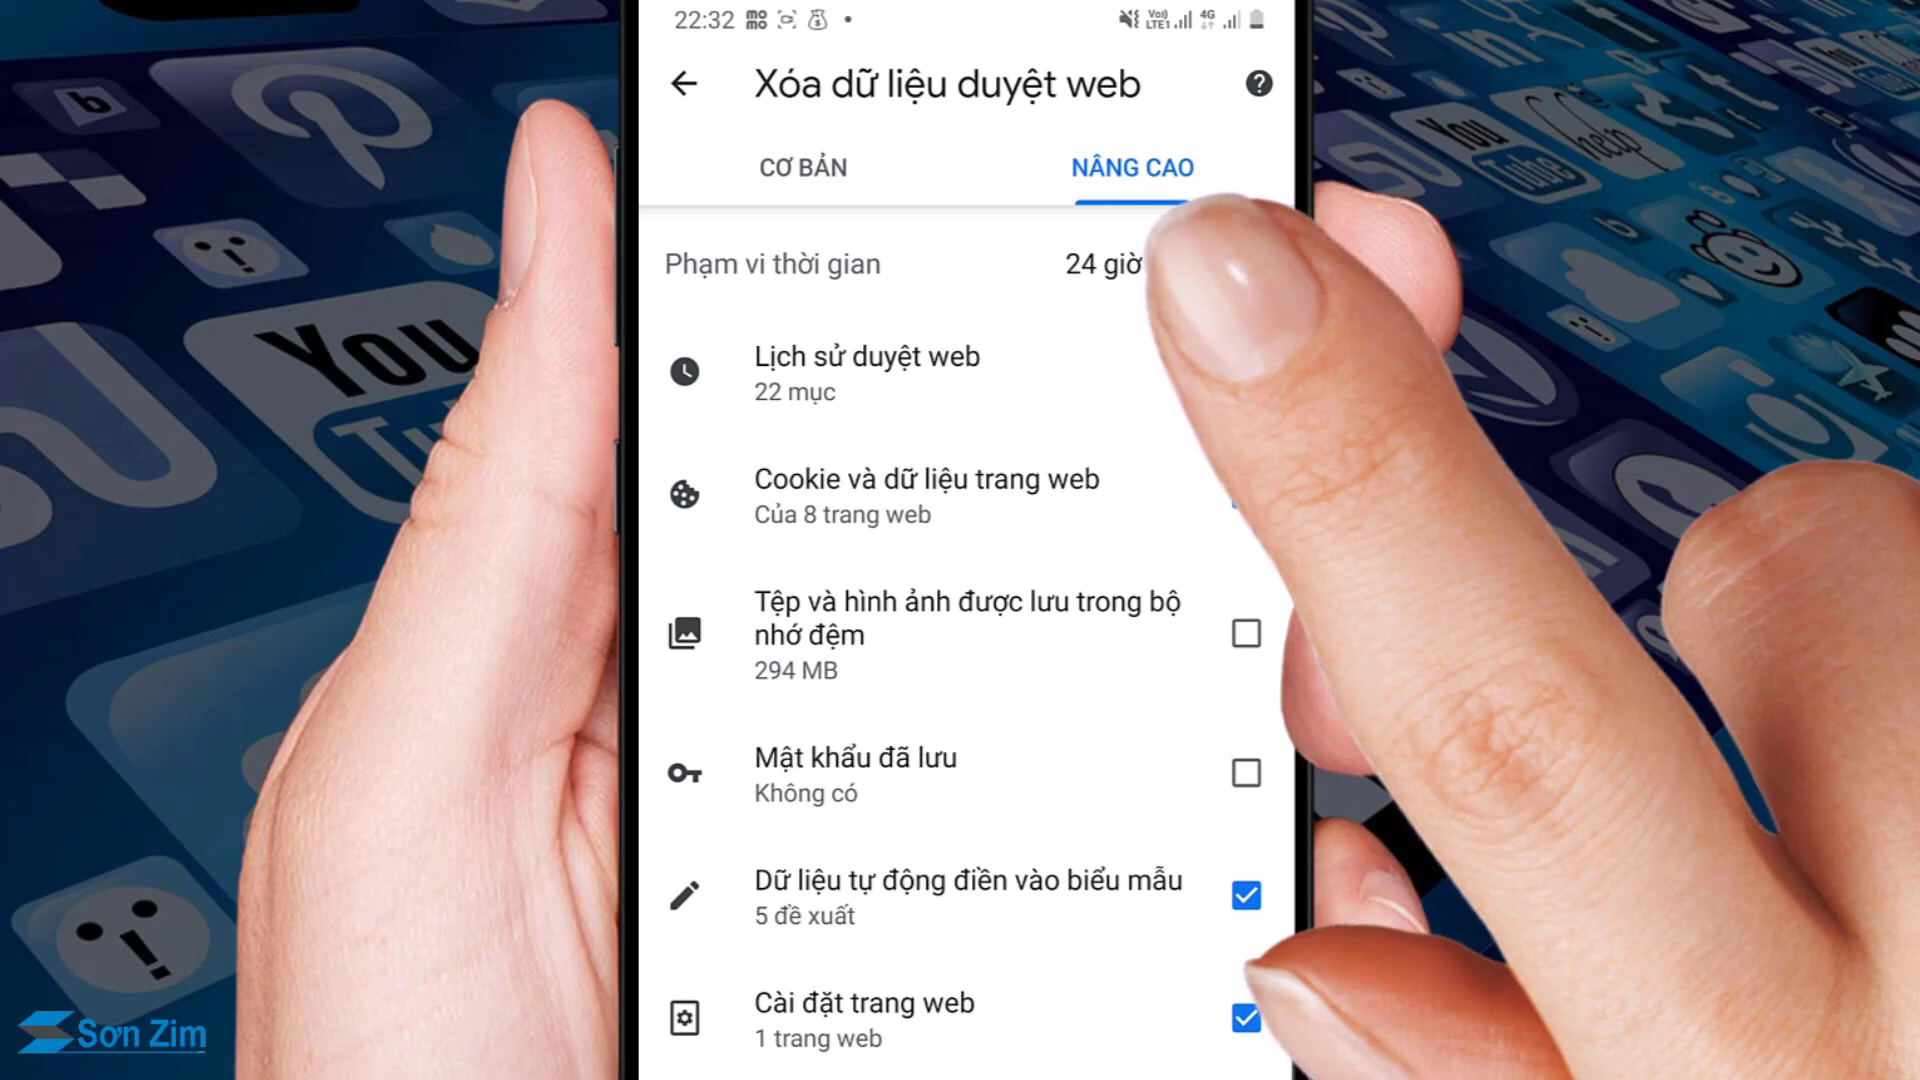 22:32
Xóa dữ liệu duyệt web
CƠ BẢN
NÂNG CAO
Phạm vi thời gian
24 giờ
Lịch sử duyệt web
22 mục
Cookie và dữ liệu trang web
Của 8 trang web
Tệp và hình ảnh được lưu trong bộ
nhớ đệm
294 MB
Mật khẩu đã lưu
Không có
Dữ liệu tự động điền vào biểu mẫu
5 đề xuất
Cài đặt trang web
1 trang web
You
Tube
You
Sơn Zim